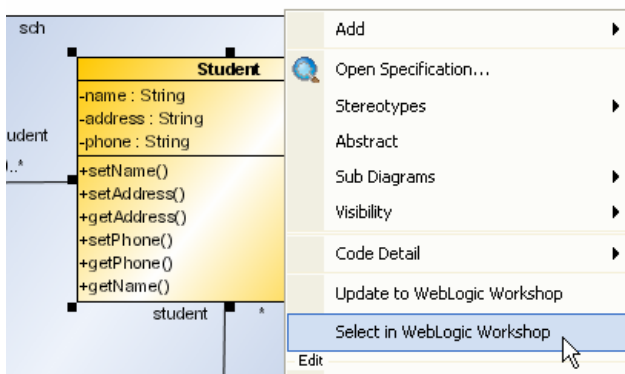 sch
Student
-name : String
-address : String
-phone : String
udent
..*
+setName()
+setAddress()
+getAddress()
+setPhone()
+getPhone()
+getName()
student
*
Add
Open Specification...
Stereotypes
Abstract
Sub Diagrams
Visibility
Code Detail
Update to WebLogic Workshop
Select in WebLogic Workshop
Edit